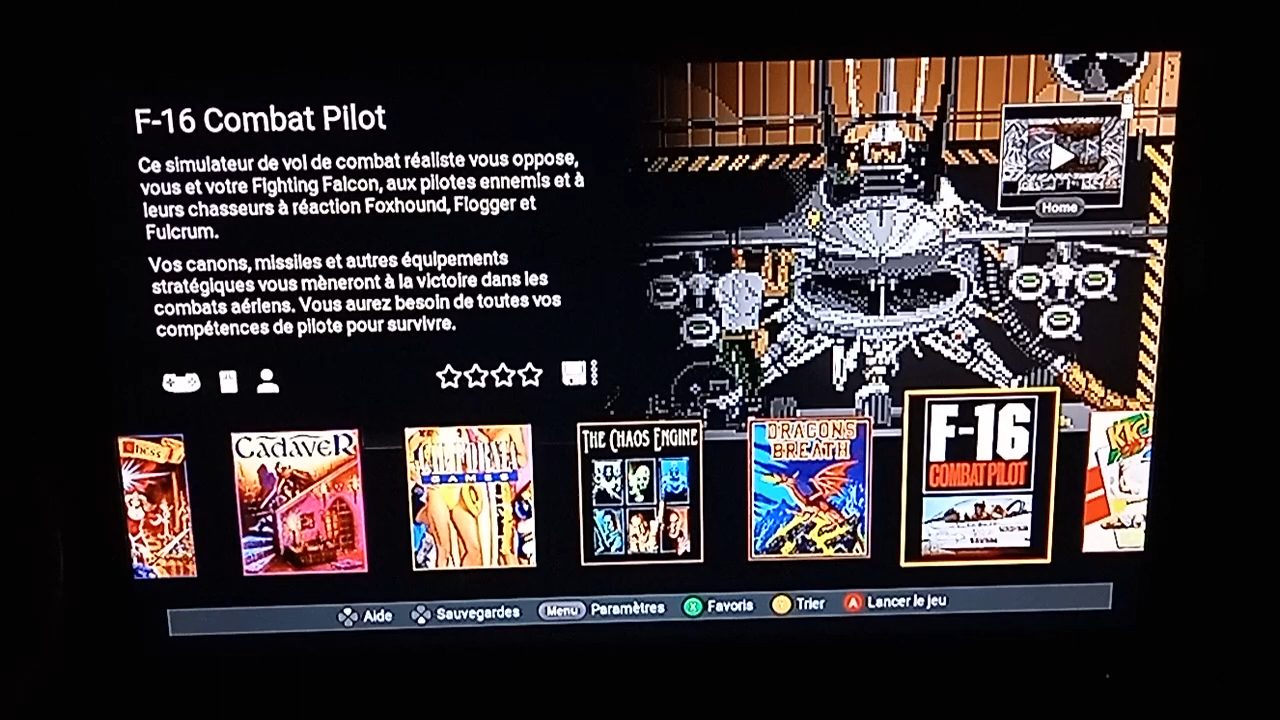 F-16 Combat Pilot
Ce simulateur de vol de combat réaliste vous oppose,
vous et votre Fighting Falcon, aux pilotes ennemis et à
leurs chasseurs à réaction Foxhound, Flogger et
Fulcrum.
Vos canons, missiles et autres équipements
stratégiques vous mèneront à la victoire dans les
combats aériens. Vous aurez besoin de toutes vos
compétences de pilote pour survivre.
Home
CADAVER
CALIFORNIA
GAMES
THE CHAOS ENGINE
DRAGONS
BREATH
F-16
COMBAT PILOT
Aide
Sauvegardes
Menu Paramètres
X Favoris
Trier
A Lancer le jeu